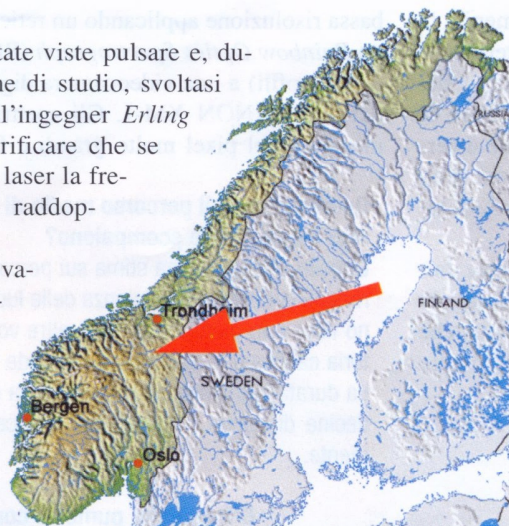 tate viste pulsare e, du-
ne di studio, svoltasi
l'ingegner Erling
rificare che se
laser la fre-
raddop-
va-
RUSSIA
FINLAND
Trondheim
SWEDEN
Bergen
Oslo